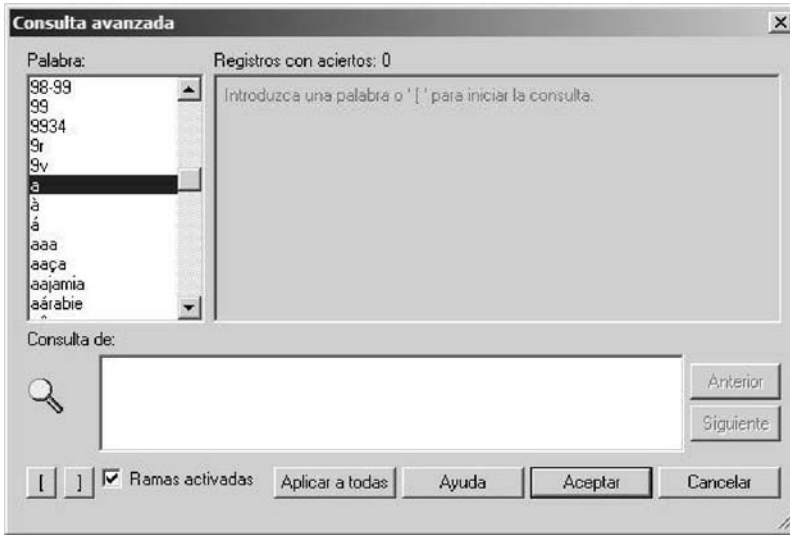 Consulta avanzada
Palabra:
Registros con aciertos: 0
98-99
99
9934
9r
9v
a
à
á
aaa
aaça
aajamia
aárabie
Introduzca una palabra o ' [ ' para iniciar la consulta.
Consulta de:
Anterior
Siguiente
[ ] Ramas activadas Aplicar a todas Ayuda Aceptar Cancelar